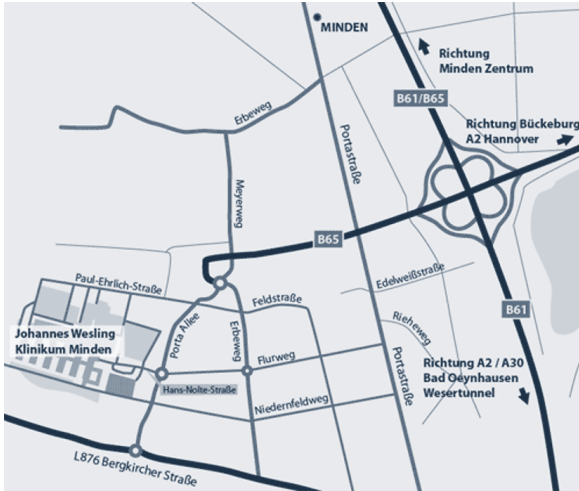 MINDEN
Richtung
Minden Zentrum
B61/B65
Richtung Bückeburg
A2 Hannover
Erbeweg
Portastraße
Meyerweg
B65
Edelweißstraße
Paul-Ehrlich-Straße
Feldstraße
B61
Rieheweg
Johannes Wesling
Klinikum Minden
Porta Allee
Erbeweg
Flurweg
Portastraße
Richtung A2 / A30
Bad Oeynhausen
Wesertunnel
Hans-Nolte-Straße
Niedernfeldweg
L876 Bergkircher Straße